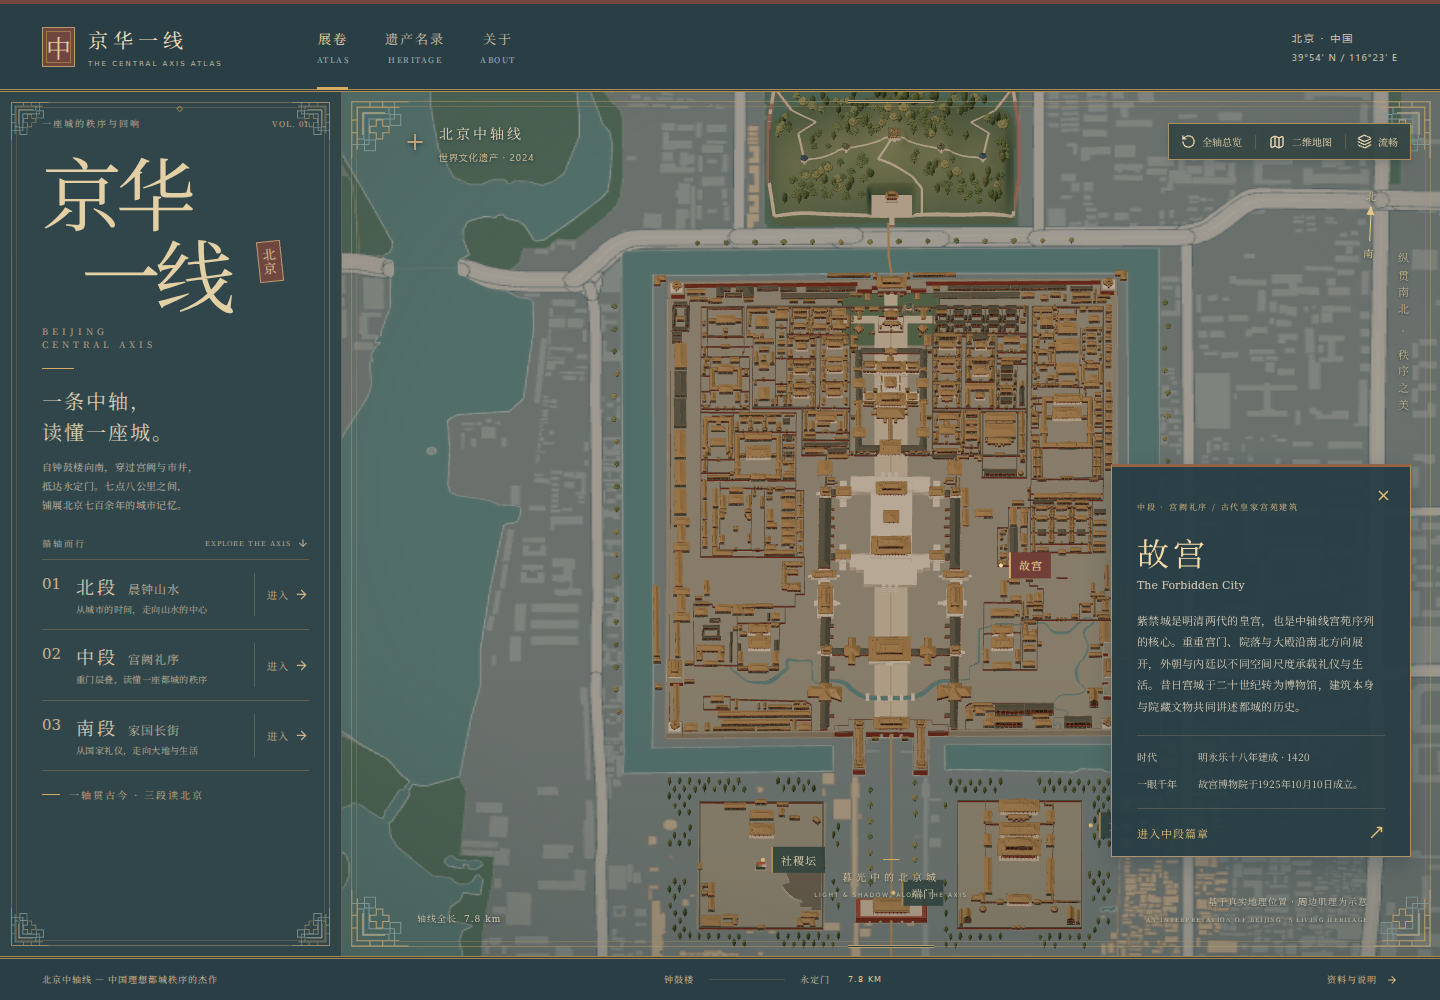 中
京华一线
THE CENTRAL AXIS ATLAS
展卷
ATLAS
遗产名录
HERITAGE
关于
ABOUT
北京 · 中国
39°54′ N / 116°23′ E
一座城的秩序与回响
VOL. 01
京华
一线
北京
BEIJING
CENTRAL AXIS
一条中轴，
读懂一座城。
自钟鼓楼向南，穿过宫阙与市井，
抵达永定门。七点八公里之间，
铺展北京七百余年的城市记忆。
循轴而行
EXPLORE THE AXIS
01
北段 晨钟山水
从城市的时间，走向山水的中心
进入
02
中段 宫阙礼序
重门层叠，读懂一座都城的秩序
进入
03
南段 家国长街
从国家礼仪，走向大地与生活
进入
一轴贯古今 · 三段读北京
北京中轴线
世界文化遗产 · 2024
全轴总览
二维地图
流畅
北
南
纵贯南北 · 秩序之美
故宫
社稷坛
端门
暮光中的北京城
轴线全长 7.8 km
中段 · 宫阙礼序 / 古代皇家宫苑建筑
故宫
The Forbidden City
紫禁城是明清两代的皇宫，也是中轴线宫苑序列
的核心。重重宫门、院落与大殿沿南北方向展
开，外朝与内廷以不同空间尺度承载礼仪与生
活。昔日宫城于二十世纪转为博物馆，建筑本身
与院藏文物共同讲述都城的历史。
时代 明永乐十八年建成 · 1420
一眼千年 故宫博物院于1925年10月10日成立。
进入中段篇章
基于真实地理位置 · 周边肌理为示意
AN INTERPRETATION OF BEIJING'S LIVING HERITAGE
北京中轴线 — 中国理想都城秩序的杰作
钟鼓楼
永定门
7.8 KM
资料与说明